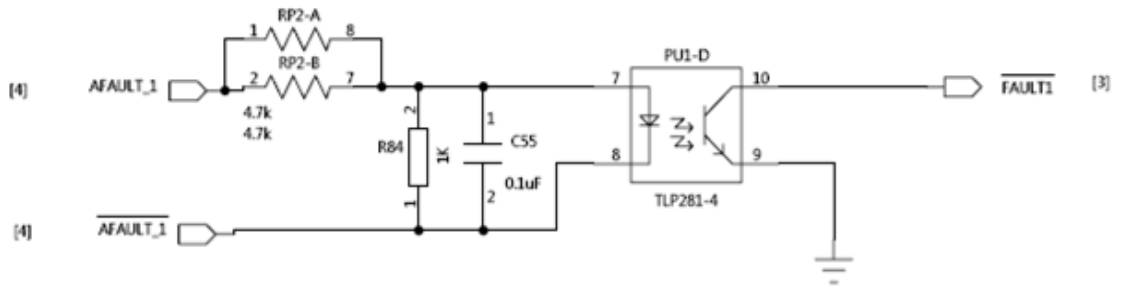 RP2-A
1 8
RP2-B
[4] AFAULT_1 2 7
4.7k
4.7k
PU1-D
7 10 FAULT1 [3]
2 1
R84 1K C55
0.1uF
8 9
1 2
TLP281-4
[4] AFAULT_1